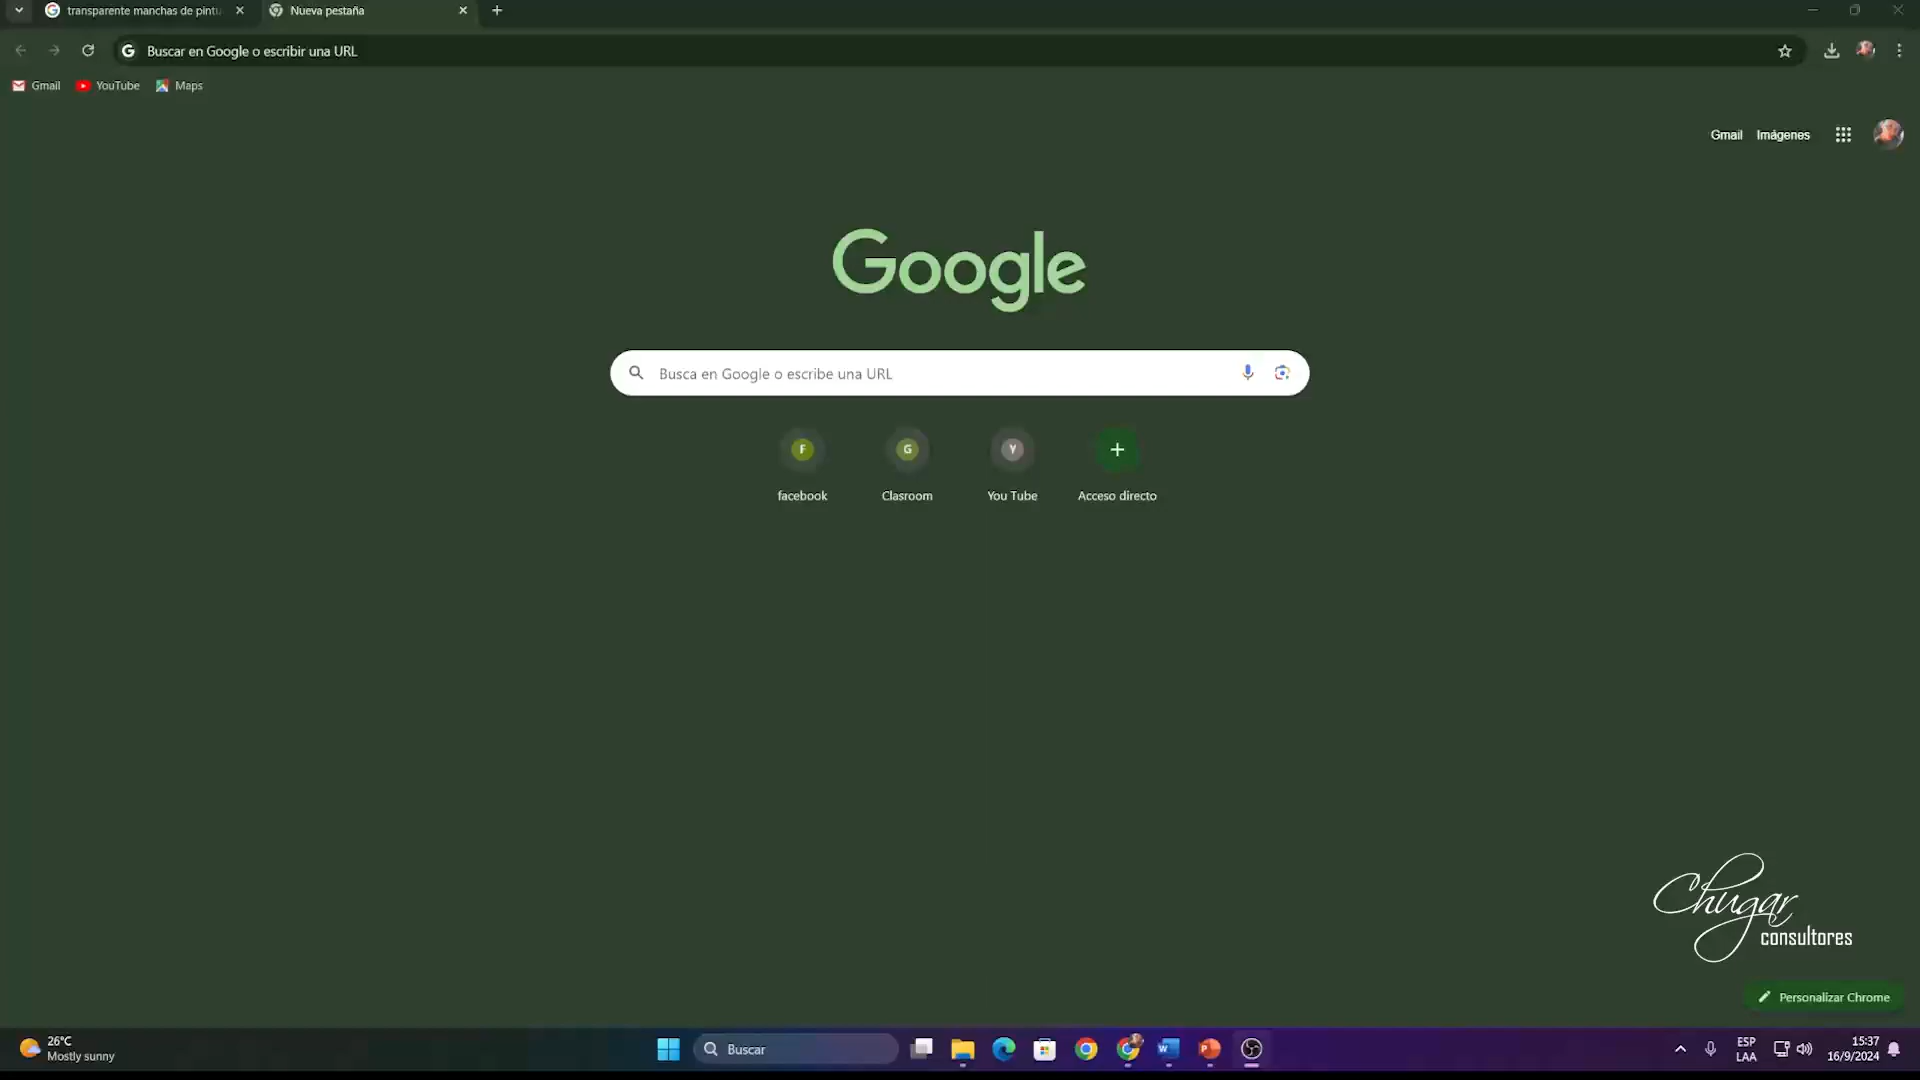 transparente manchas de pintu
Nueva pestaña
Buscar en Google o escribir una URL
Gmail
YouTube
Maps
Gmail
Imágenes
Google
Busca en Google o escribe una URL
F
G
Y
facebook
Clasroom
You Tube
Acceso directo
Chugar
consultores
Personalizar Chrome
26°C
Mostly sunny
Buscar
ESP
LAA
15:37
16/9/2024